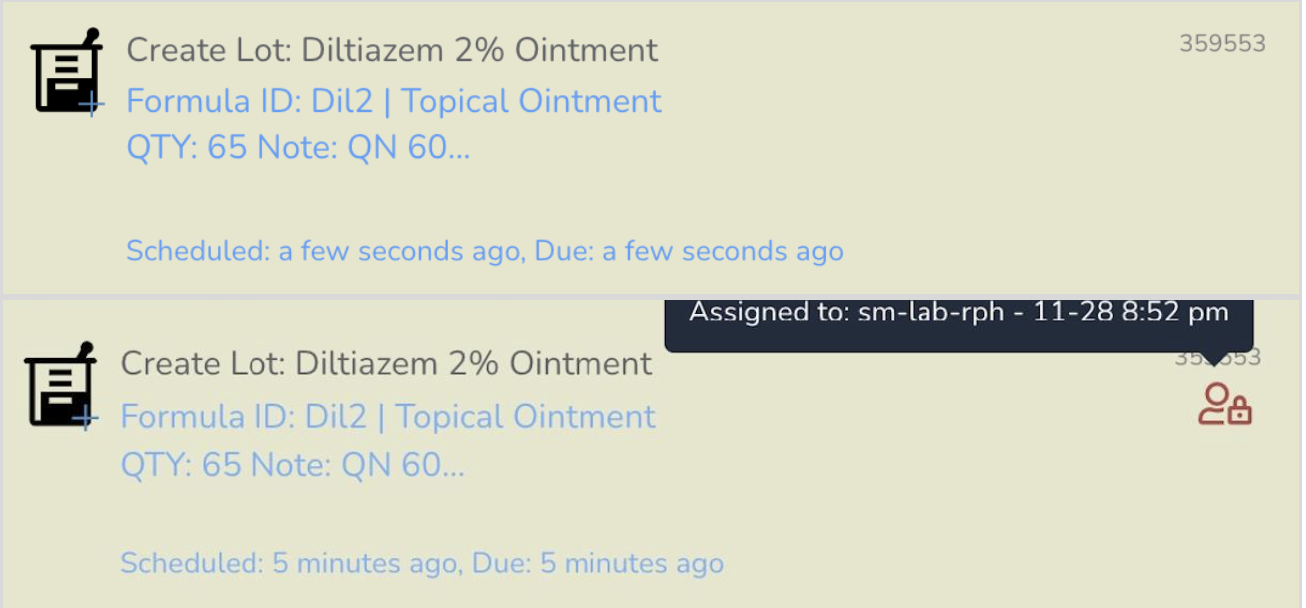 Create Lot: Diltiazem 2% Ointment
359553
Formula ID: Dil2 | Topical Ointment
QTY: 65 Note: QN 60...
Scheduled: a few seconds ago, Due: a few seconds ago
Assigned to: sm-lab-rph - 11-28 8:52 pm
Create Lot: Diltiazem 2% Ointment
Formula ID: Dil2 | Topical Ointment
QTY: 65 Note: QN 60...
Scheduled: 5 minutes ago, Due: 5 minutes ago